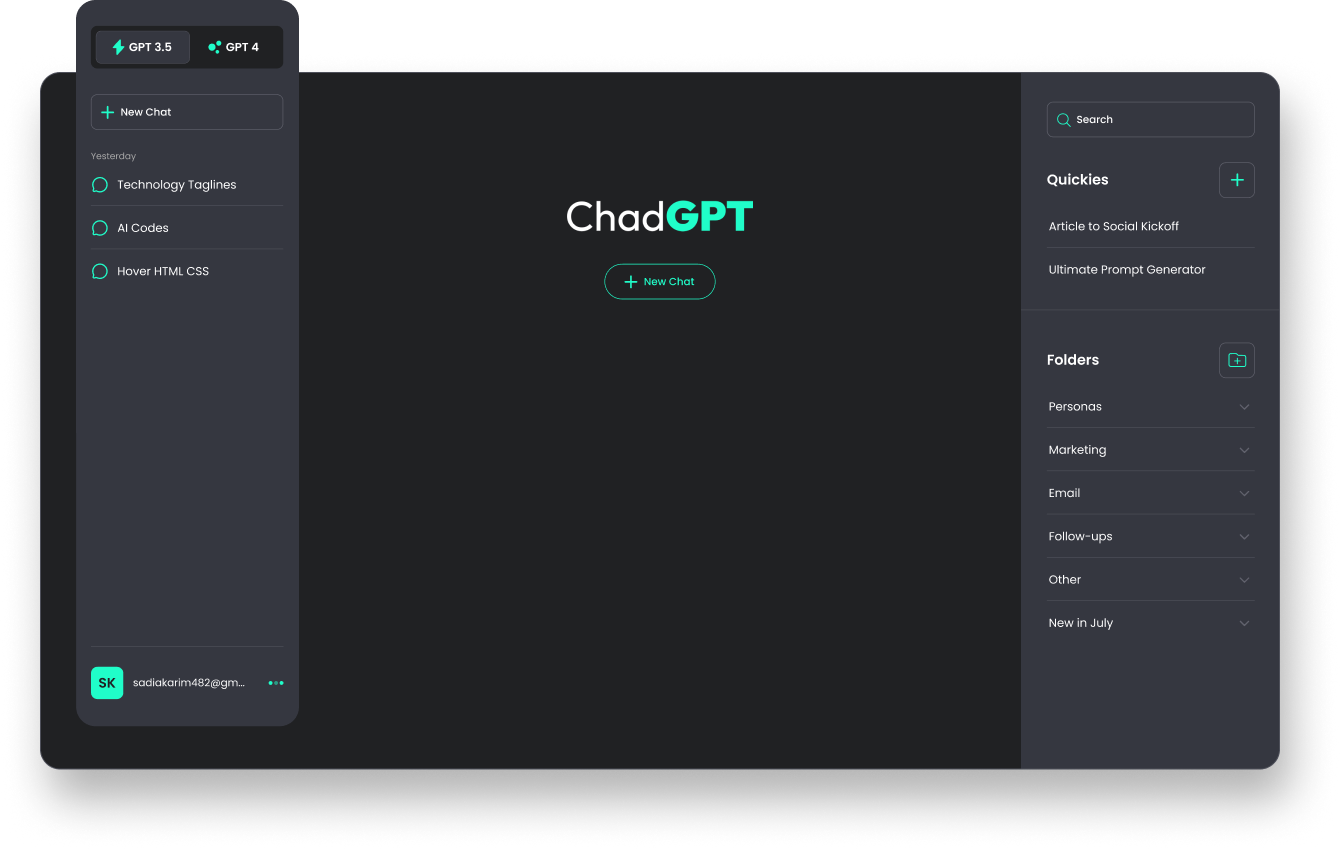 GPT 3.5
GPT 4
New Chat
Yesterday
Technology Taglines
AI Codes
Hover HTML CSS
SK
sadiakarim482@gm...
ChadGPT
New Chat
Search
Quickies
Article to Social Kickoff
Ultimate Prompt Generator
Folders
Personas
Marketing
Email
Follow-ups
Other
New in July